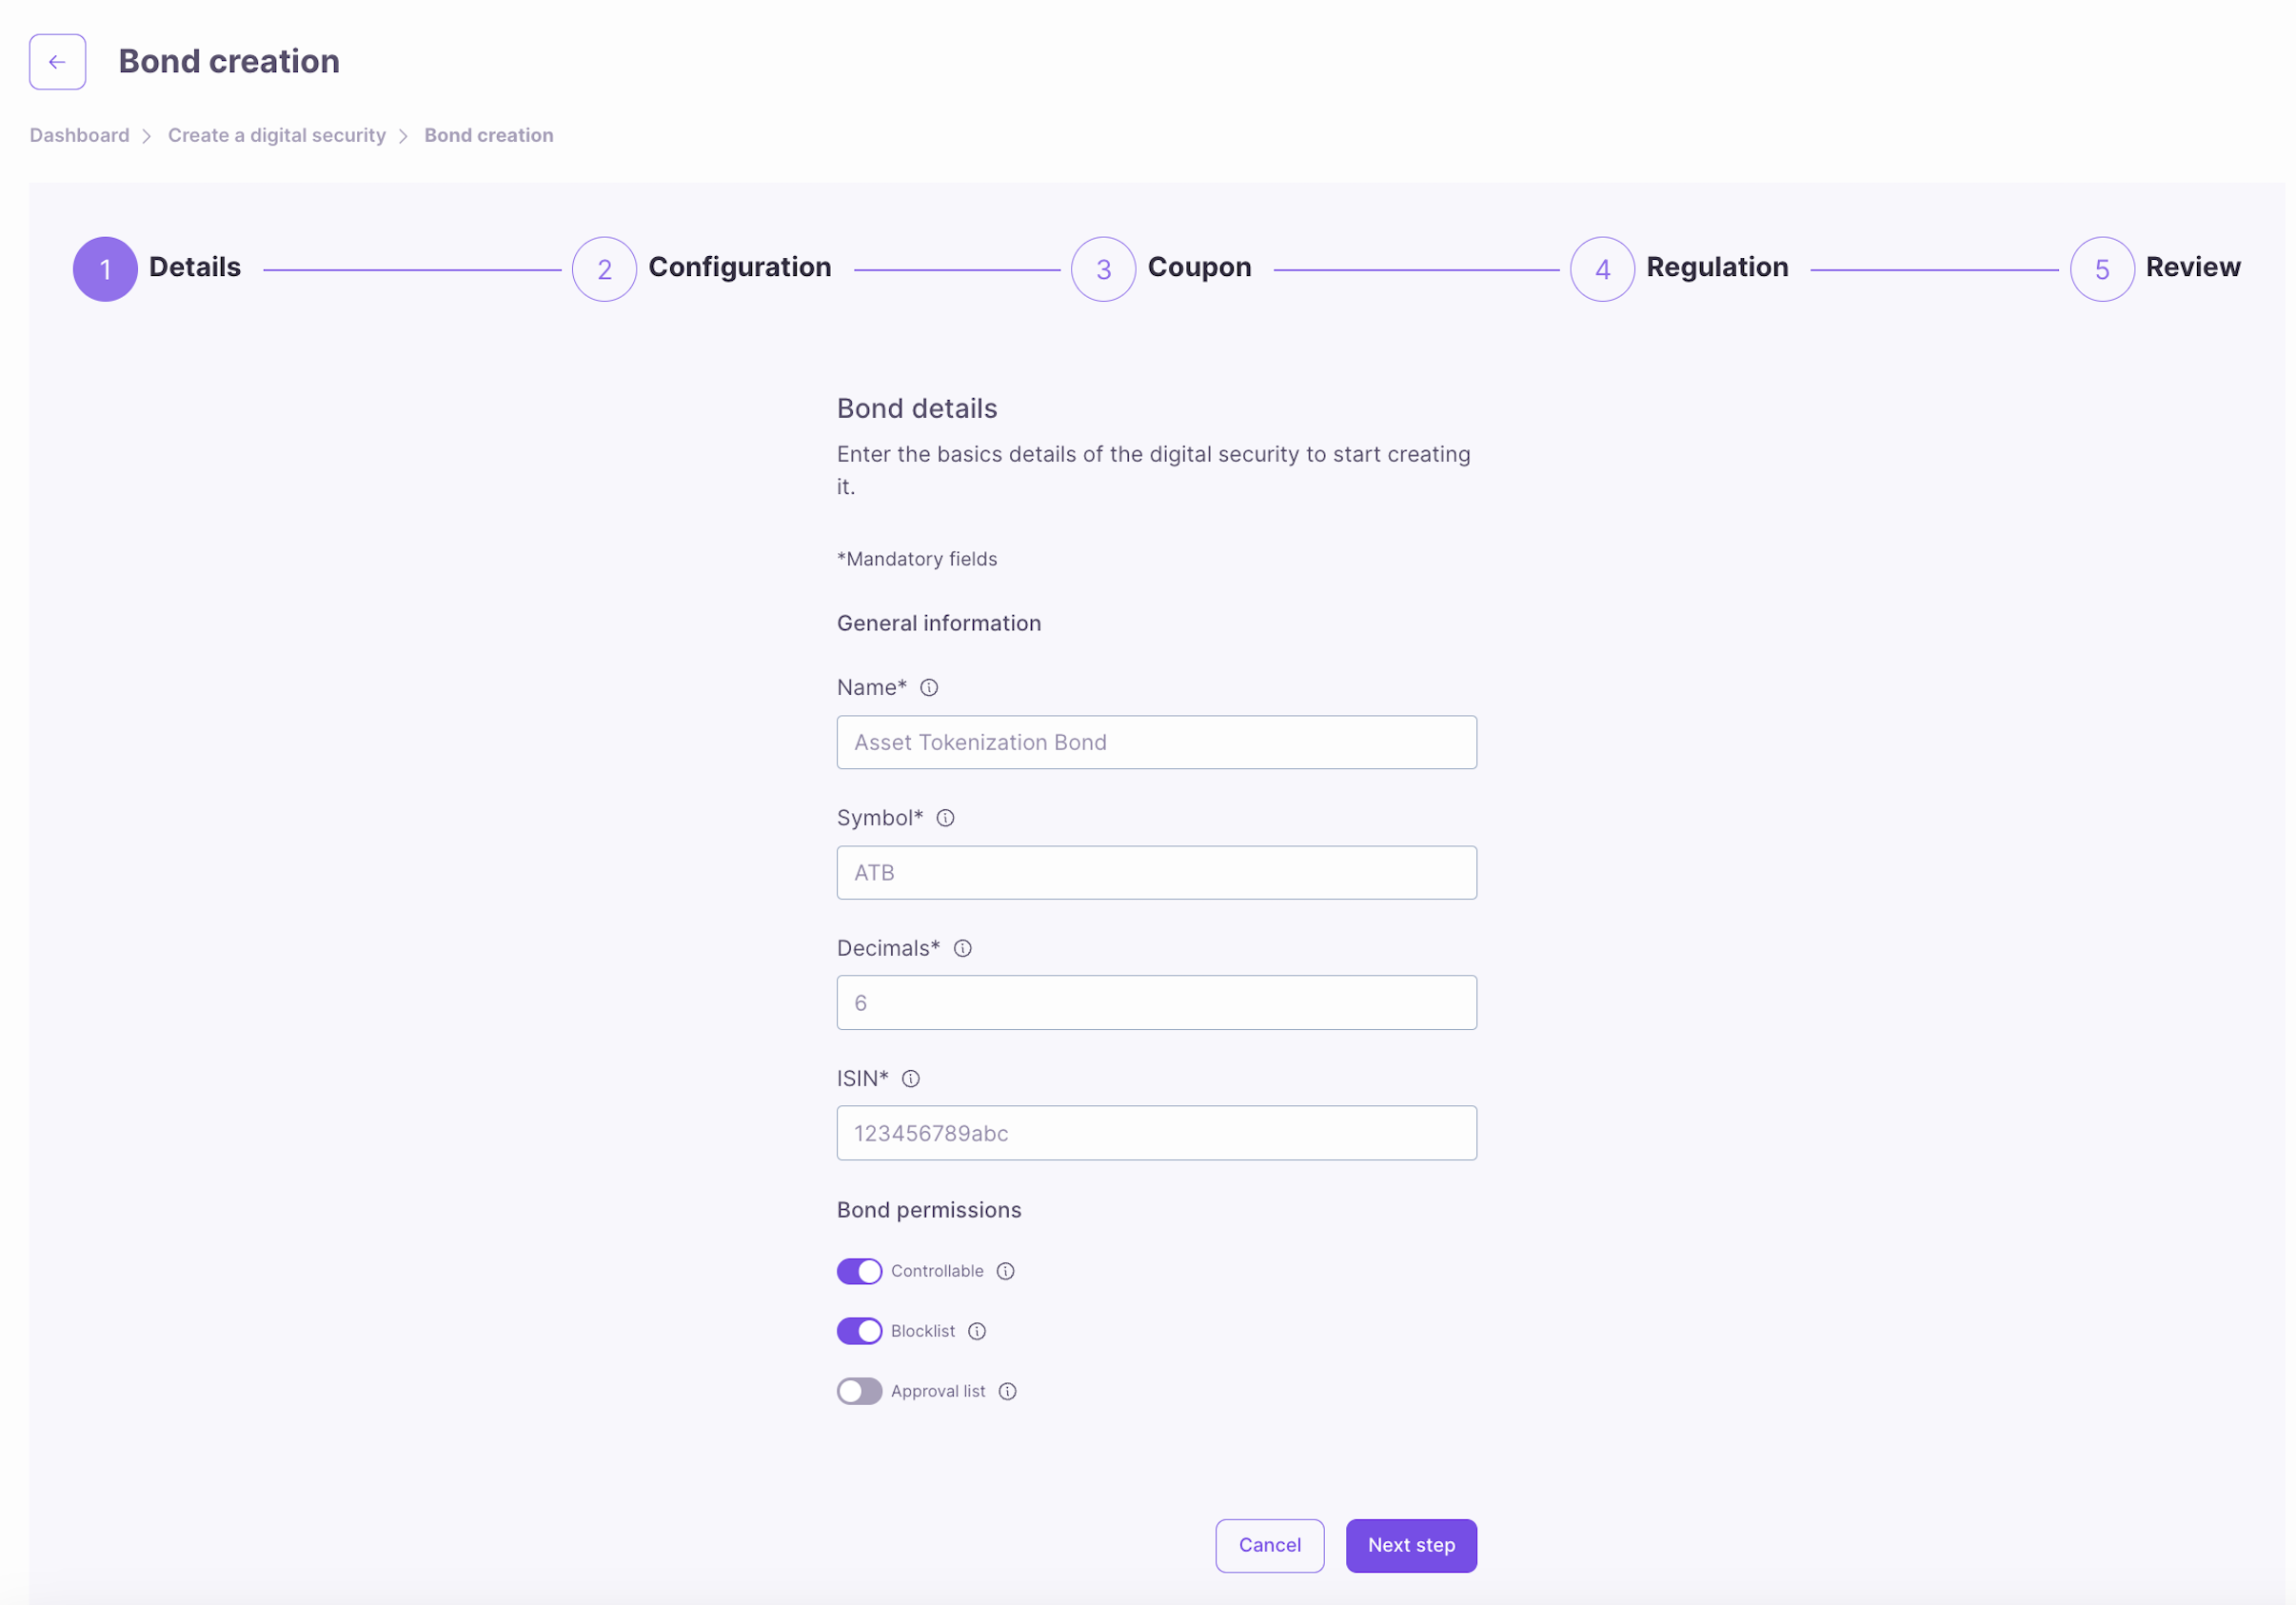 Bond creation
Dashboard > Create a digital security > Bond creation
1 Details 2 Configuration 3 Coupon 4 Regulation 5 Review
Bond details
Enter the basics details of the digital security to start creating
it.
*Mandatory fields
General information
Name*
Asset Tokenization Bond
Symbol*
ATB
Decimals*
6
ISIN*
123456789abc
Bond permissions
Controllable
Blocklist
Approval list
Cancel Next step